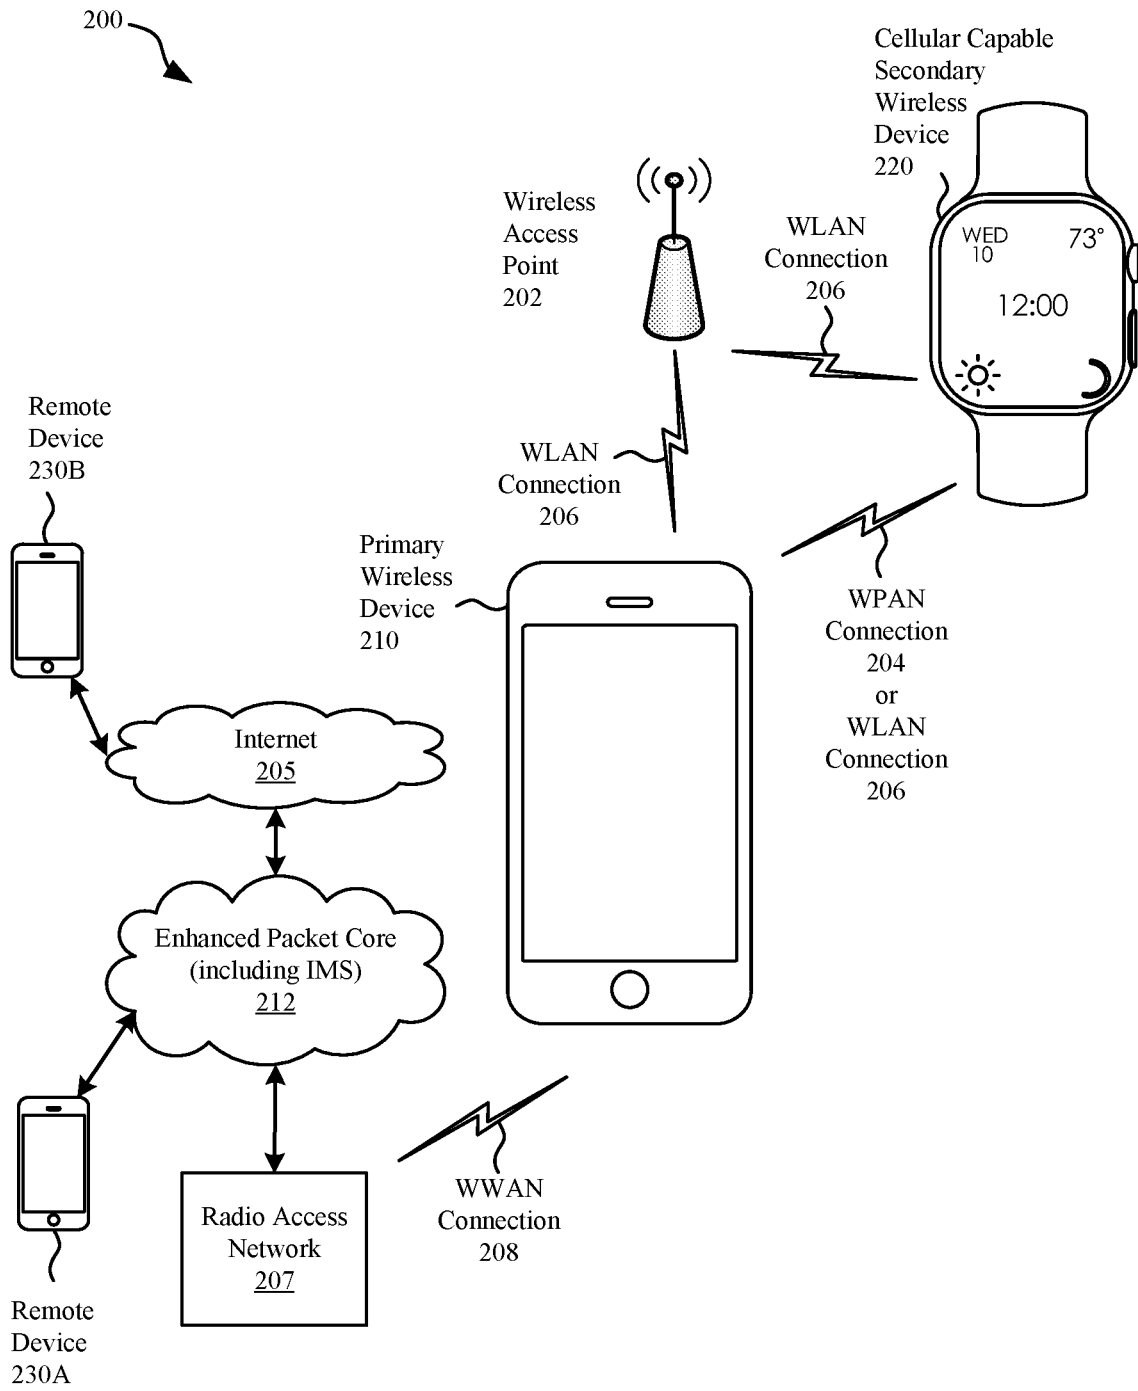 200
Cellular Capable
Secondary
Wireless
Device
220
Wireless
Access
Point
202
WLAN
Connection
206
WED
10
73°
12:00
Remote
Device
230B
WLAN
Connection
206
Primary
Wireless
Device
210
WPAN
Connection
204
or
WLAN
Connection
206
Internet
205
Enhanced Packet Core
(including IMS)
212
WWAN
Connection
208
Radio Access
Network
207
Remote
Device
230A